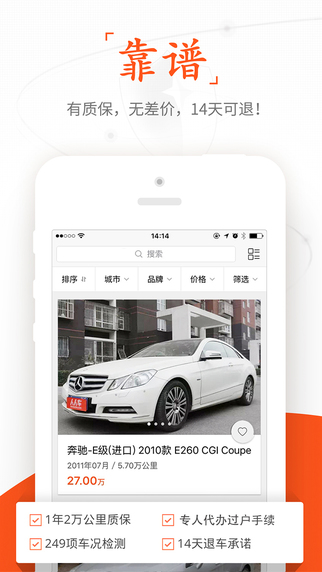 靠谱
有质保，无差价，14天可退！
14:14
搜索
排序
城市
品牌
价格
筛选
人人车
奔驰-E级(进口) 2010款 E260 CGI Coupe
2011年07月 / 5.70万公里
27.00万
1年2万公里质保
专人代办过户手续
249项车况检测
14天退车承诺